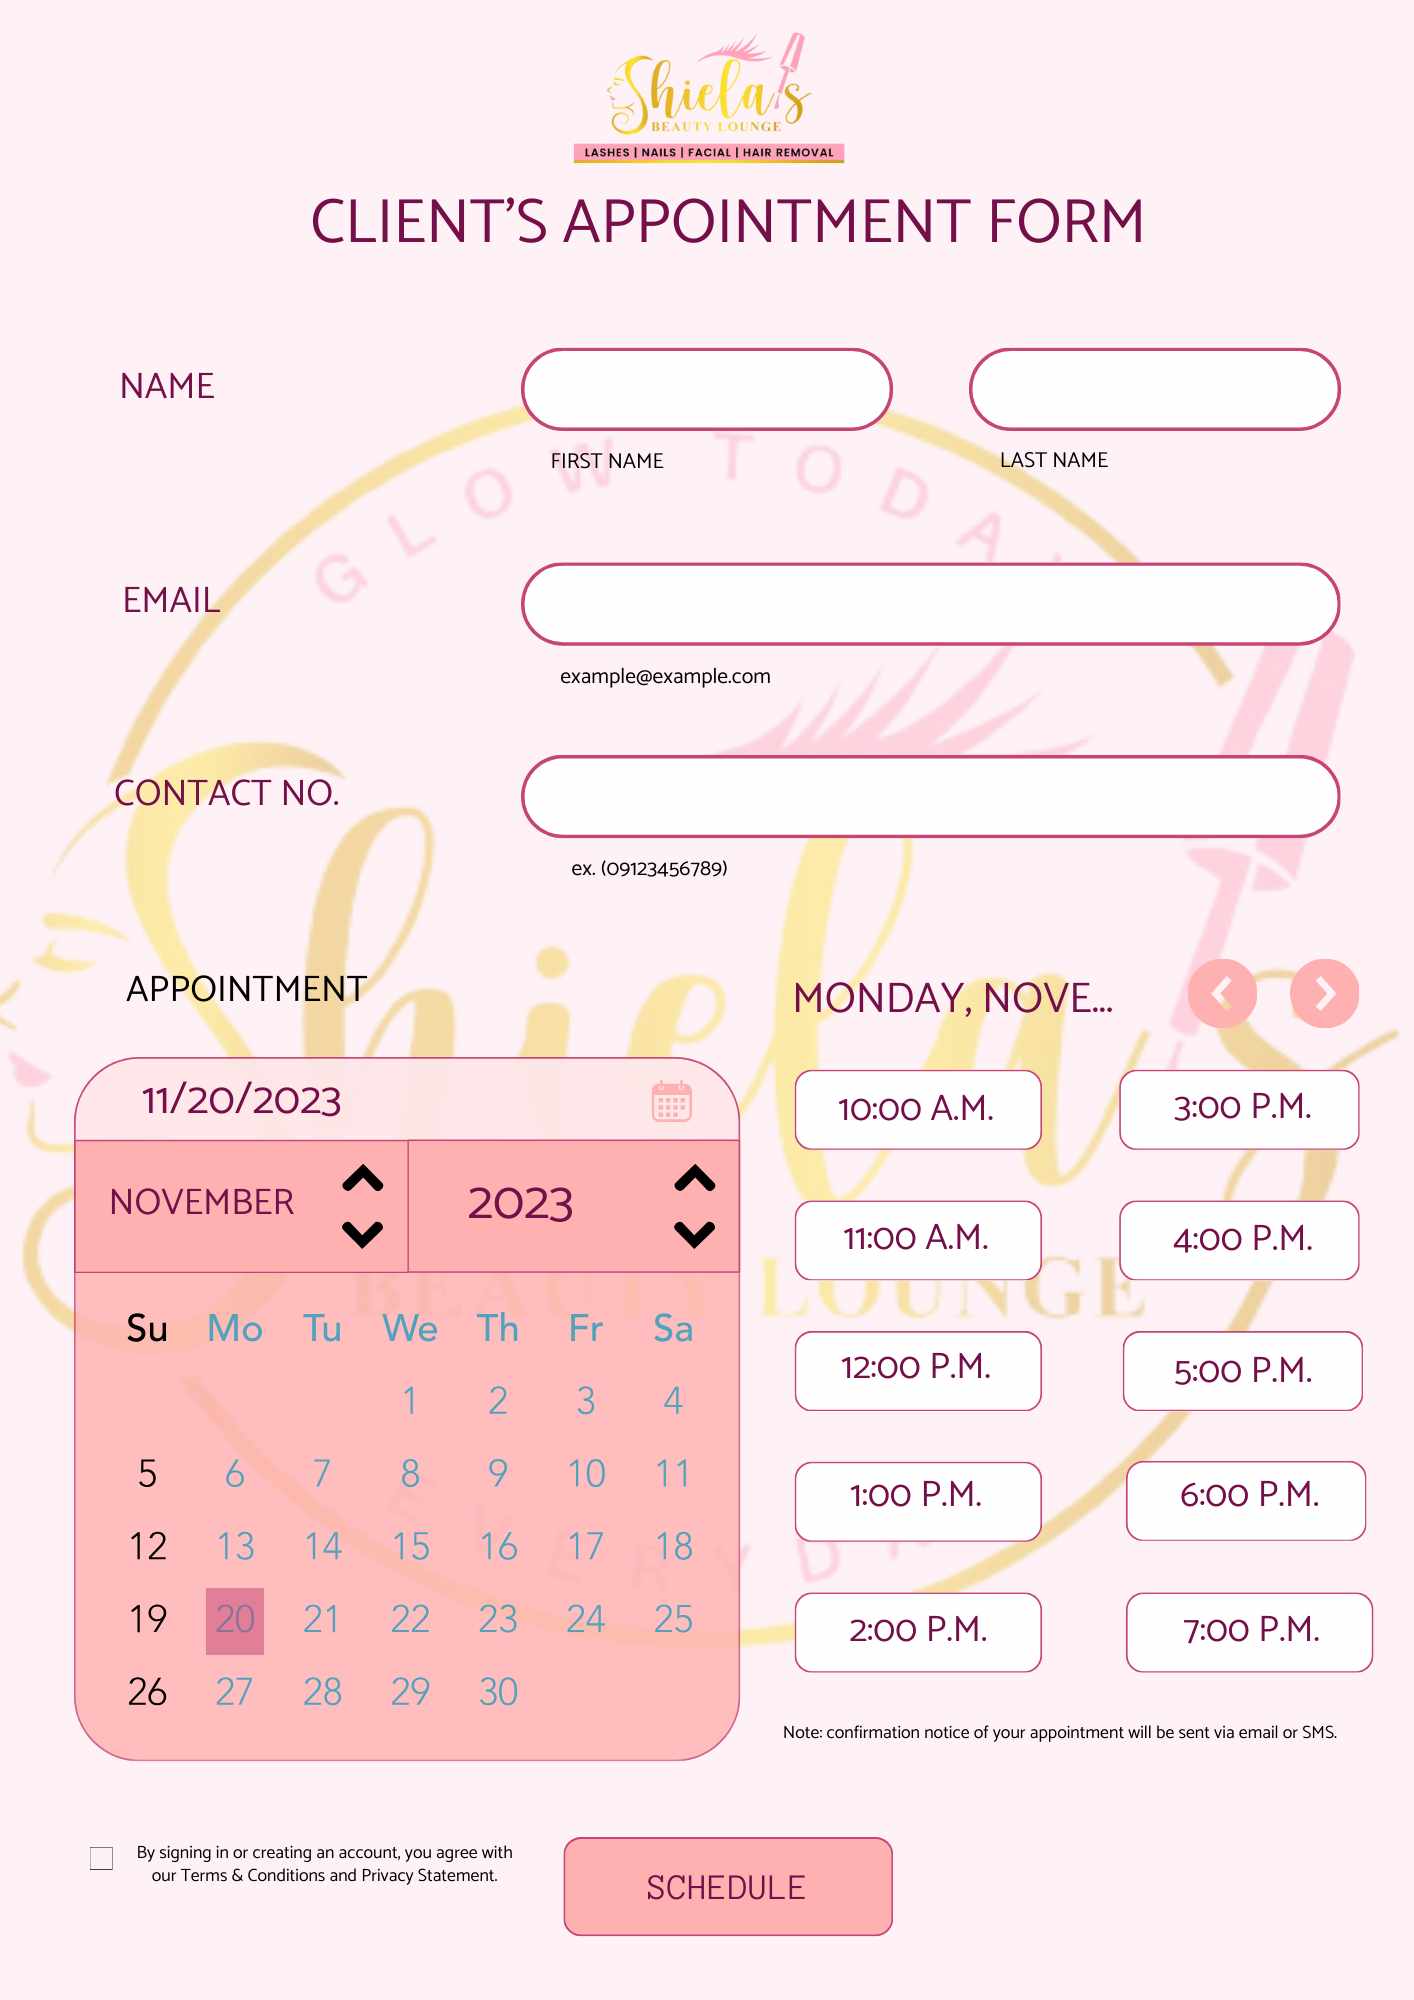 Shiela's
BEAUTY LOUNGE
LASHES | NAILS | FACIAL | HAIR REMOVAL
CLIENT'S APPOINTMENT FORM
NAME
FIRST NAME
LAST NAME
GLOW TODAY
EMAIL
example@example.com
CONTACT NO.
ex. (09123456789)
Shiela's
BEAUTY LOUNGE
EVERYDAY
APPOINTMENT
11/20/2023
NOVEMBER 2023
Su Mo Tu We Th Fr Sa
1 2 3 4
5 6 7 8 9 10 11
12 13 14 15 16 17 18
19 20 21 22 23 24 25
26 27 28 29 30
MONDAY, NOVE...
10:00 A.M. 3:00 P.M.
11:00 A.M. 4:00 P.M.
12:00 P.M. 5:00 P.M.
1:00 P.M. 6:00 P.M.
2:00 P.M. 7:00 P.M.
Note: confirmation notice of your appointment will be sent via email or SMS.
By signing in or creating an account, you agree with
our Terms & Conditions and Privacy Statement.
SCHEDULE